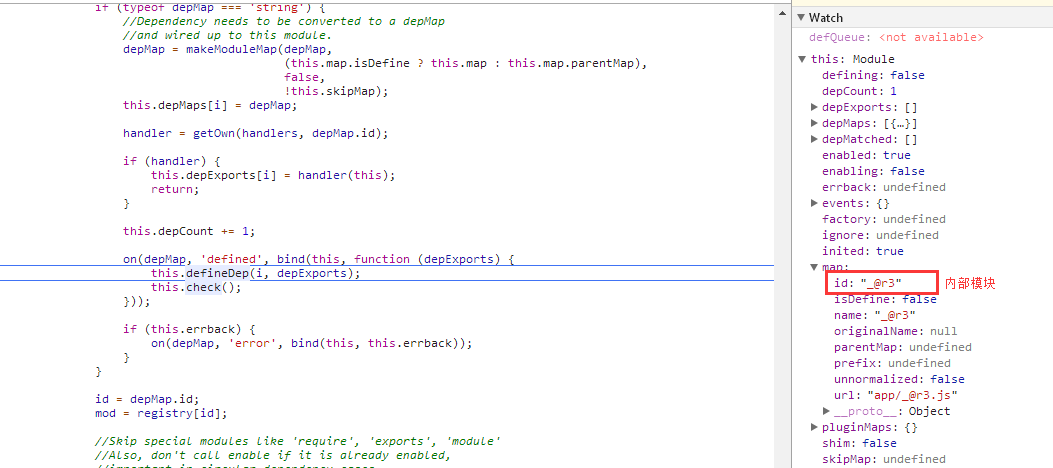 if (typeof depMap === 'string') {
//Dependency needs to be converted to a depMap
//and wired up to this module.
depMap = makeModuleMap(depMap,
(this.map.isDefine ? this.map : this.map.parentMap),
false,
!this.skipMap);
this.depMaps[i] = depMap;
handler = getOwn(handlers, depMap.id);
if (handler) {
this.depExports[i] = handler(this);
return;
}
this.depCount += 1;
on(depMap, 'defined', bind(this, function (depExports) {
this.defineDep(i, depExports);
this.check();
}));
if (this.errback) {
on(depMap, 'error', bind(this, this.errback));
}
}
id = depMap.id;
mod = registry[id];
//Skip special modules like 'require', 'exports', 'module'
//Also, don't call enable if it is already enabled,
//important in circular dependency cases.
Watch
defQueue: <not available>
this: Module
defining: false
depCount: 1
depExports: []
depMaps: [{…}]
depMatched: []
enabled: true
enabling: false
errback: undefined
events: {}
factory: undefined
ignore: undefined
inited: true
map:
id: "_@r3" 内部模块
isDefine: false
name: "_@r3"
originalName: null
parentMap: undefined
prefix: undefined
unnormalized: false
url: "app/_@r3.js"
__proto__: Object
pluginMaps: {}
shim: false
skipMap: undefined